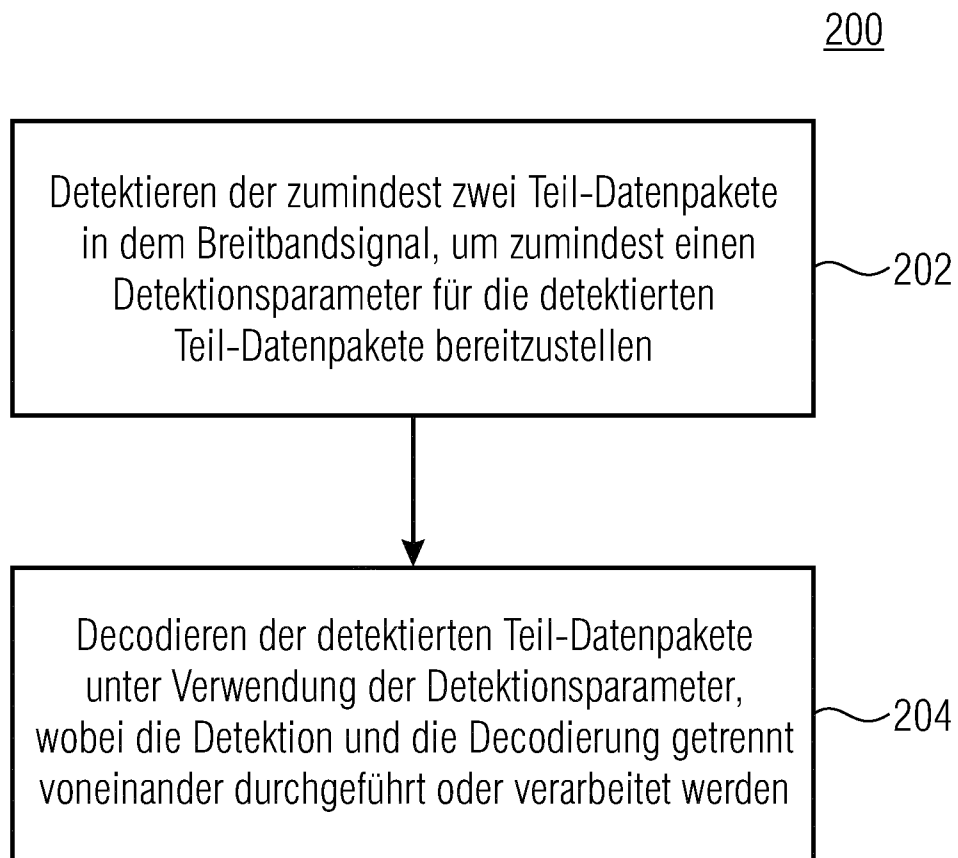 200
Detektieren der zumindest zwei Teil-Datenpakete
in dem Breitbandsignal, um zumindest einen
Detektionsparameter für die detektierten
Teil-Datenpakete bereitzustellen
202
Decodieren der detektierten Teil-Datenpakete
unter Verwendung der Detektionsparameter,
wobei die Detektion und die Decodierung getrennt
voneinander durchgeführt oder verarbeitet werden
204